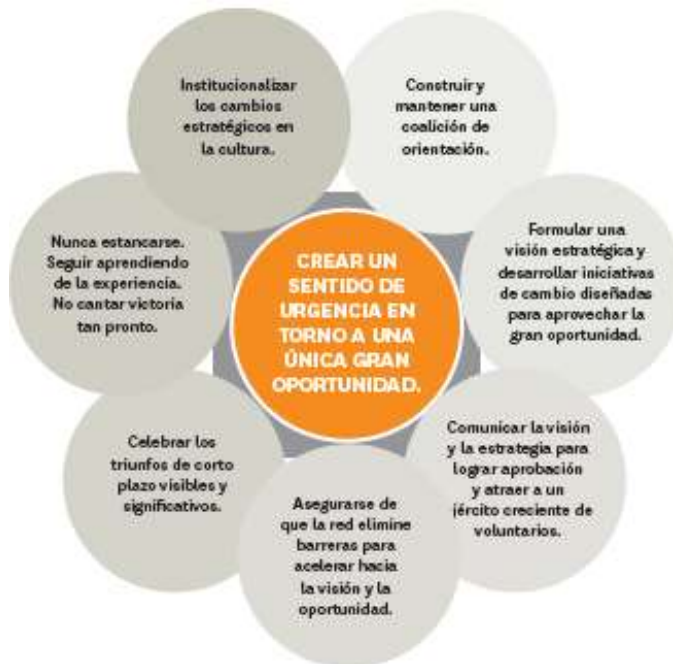 CREAR UN
SENTIDO DE
URGENCIA EN
TORNO A UNA
ÚNICA GRAN
OPORTUNIDAD.
Construir y
mantener una
coalición de
orientación.
Formular una
visión estratégica y
desarrollar iniciativas
de cambio diseñadas
para aprovechar la
gran oportunidad.
Comunicar la visión
y la estrategia para
lograr aprobación
y atraer a un
jército creciente de
voluntarios.
Asegurarse de
que la red elimine
barreras para
acelerar hacia
la visión y la
oportunidad.
Celebrar los
triunfos de corto
plazo visibles y
significativos.
Nunca estancarse.
Seguir aprendiendo
de la experiencia.
No cantar victoria
tan pronto.
Institucionalizar
los cambios
estratégicos en
la cultura.